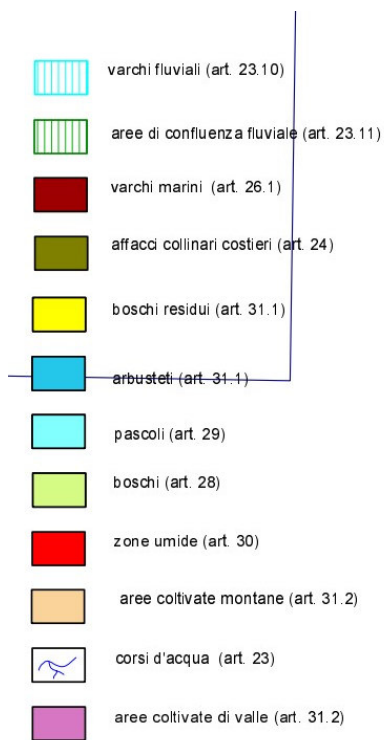 varchi fluviali (art. 23.10)
aree di confluenza fluviale (art. 23.11)
varchi marini (art. 26.1)
affacci collinari costieri (art. 24)
boschi residui (art. 31.1)
arbusteti (art. 31.1)
pascoli (art. 29)
boschi (art. 28)
zone umide (art. 30)
aree coltivate montane (art. 31.2)
corsi d'acqua (art. 23)
aree coltivate di valle (art. 31.2)